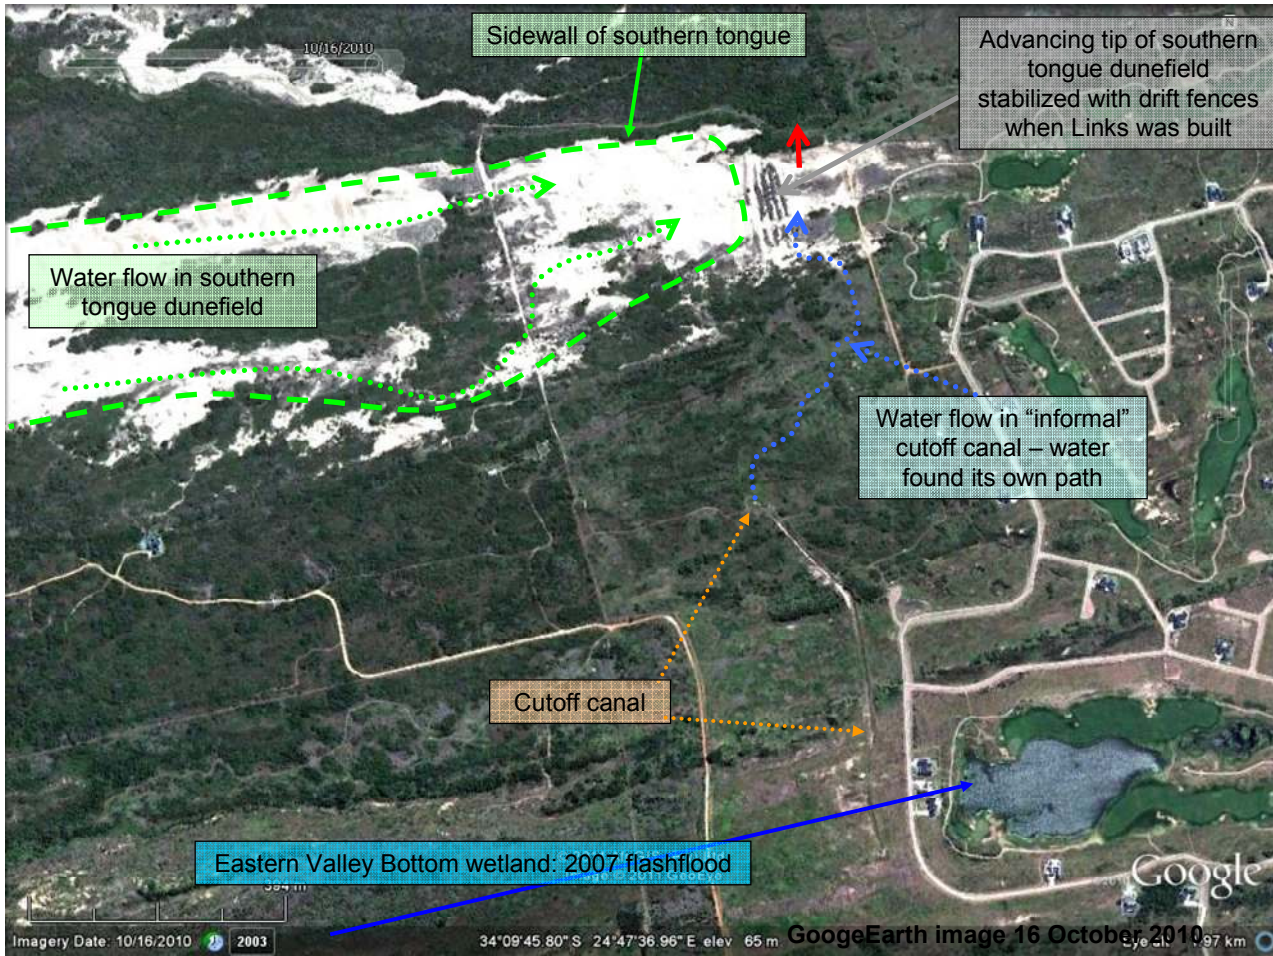 10/16/2010
Sidewall of southern tongue
N
Advancing tip of southern
tongue dunefield
stabilized with drift fences
when Links was built
Water flow in southern
tongue dunefield
Water flow in “informal”
cutoff canal – water
found its own path
Cutoff canal
Eastern Valley Bottom wetland: 2007 flashflood
Google
Imagery Date: 10/16/2010
2003
34°09'45.80" S 24°47'36.96" E elev 65 m
GoogeEarth image 16 October 2010